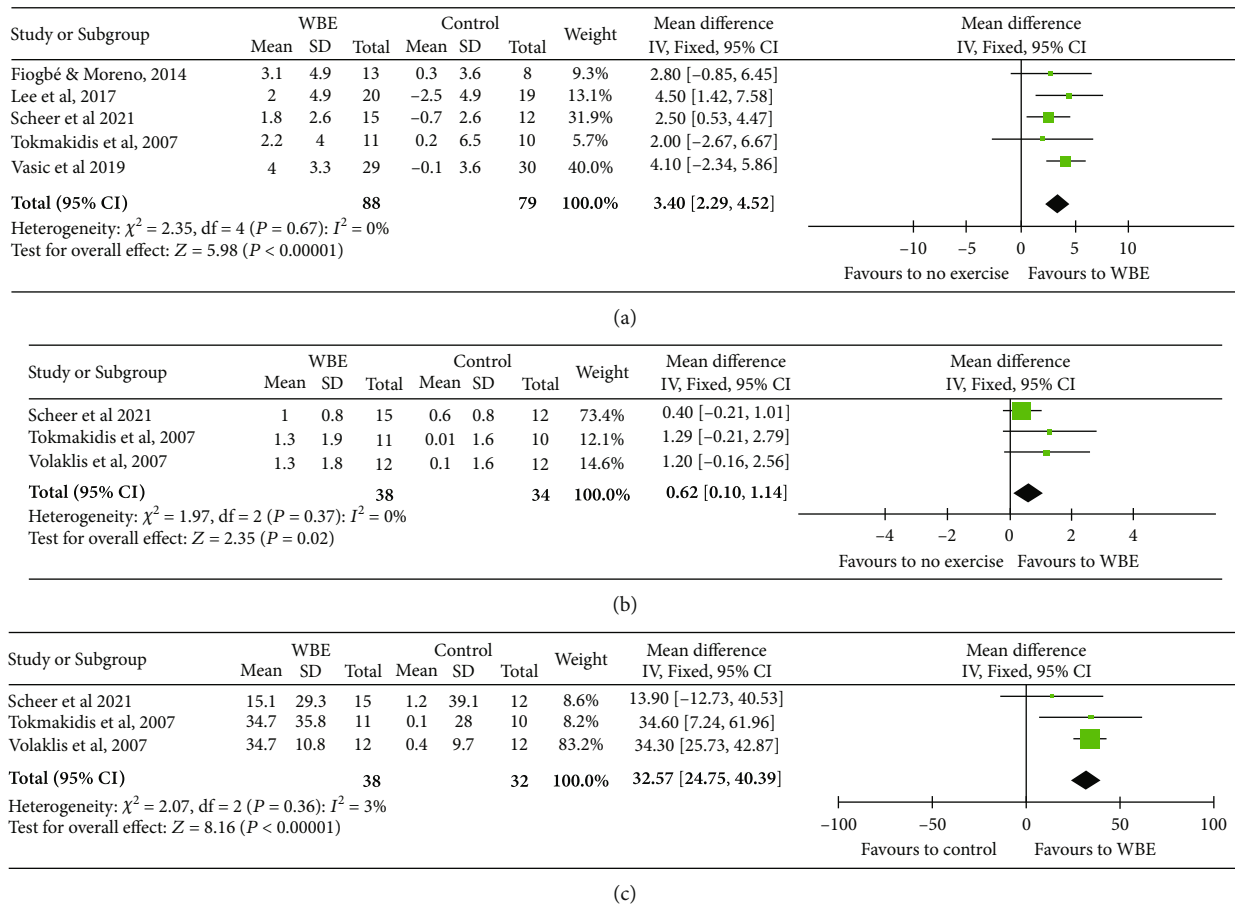 Study or Subgroup WBE Control Weight Mean difference Mean difference
Mean SD Total Mean SD Total IV, Fixed, 95% CI IV, Fixed, 95% CI
Fiogbé & Moreno, 2014 3.1 4.9 13 0.3 3.6 8 9.3% 2.80 [−0.85, 6.45]
Lee et al, 2017 2 4.9 20 −2.5 4.9 19 13.1% 4.50 [1.42, 7.58]
Scheer et al 2021 1.8 2.6 15 −0.7 2.6 12 31.9% 2.50 [0.53, 4.47]
Tokmakidis et al, 2007 2.2 4 11 0.2 6.5 10 5.7% 2.00 [−2.67, 6.67]
Vasic et al 2019 4 3.3 29 −0.1 3.6 30 40.0% 4.10 [−2.34, 5.86]
Total (95% CI) 88 79 100.0% 3.40 [2.29, 4.52]
Heterogeneity: χ² = 2.35, df = 4 (P = 0.67): I² = 0%
Test for overall effect: Z = 5.98 (P < 0.00001)
−10 −5 0 5 10
Favours to no exercise Favours to WBE
(a)
Study or Subgroup WBE Control Weight Mean difference Mean difference
Mean SD Total Mean SD Total IV, Fixed, 95% CI IV, Fixed, 95% CI
Scheer et al 2021 1 0.8 15 0.6 0.8 12 73.4% 0.40 [−0.21, 1.01]
Tokmakidis et al, 2007 1.3 1.9 11 0.01 1.6 10 12.1% 1.29 [−0.21, 2.79]
Volaklis et al, 2007 1.3 1.8 12 0.1 1.6 12 14.6% 1.20 [−0.16, 2.56]
Total (95% CI) 38 34 100.0% 0.62 [0.10, 1.14]
Heterogeneity: χ² = 1.97, df = 2 (P = 0.37): I² = 0%
Test for overall effect: Z = 2.35 (P = 0.02)
−4 −2 0 2 4
Favours to no exercise Favours to WBE
(b)
Study or Subgroup WBE Control Weight Mean difference Mean difference
Mean SD Total Mean SD Total IV, Fixed, 95% CI IV, Fixed, 95% CI
Scheer et al 2021 15.1 29.3 15 1.2 39.1 12 8.6% 13.90 [−12.73, 40.53]
Tokmakidis et al, 2007 34.7 35.8 11 0.1 28 10 8.2% 34.60 [7.24, 61.96]
Volaklis et al, 2007 34.7 10.8 12 0.4 9.7 12 83.2% 34.30 [25.73, 42.87]
Total (95% CI) 38 32 100.0% 32.57 [24.75, 40.39]
Heterogeneity: χ² = 2.07, df = 2 (P = 0.36): I² = 3%
Test for overall effect: Z = 8.16 (P < 0.00001)
−100 −50 0 50 100
Favours to control Favours to WBE
(c)